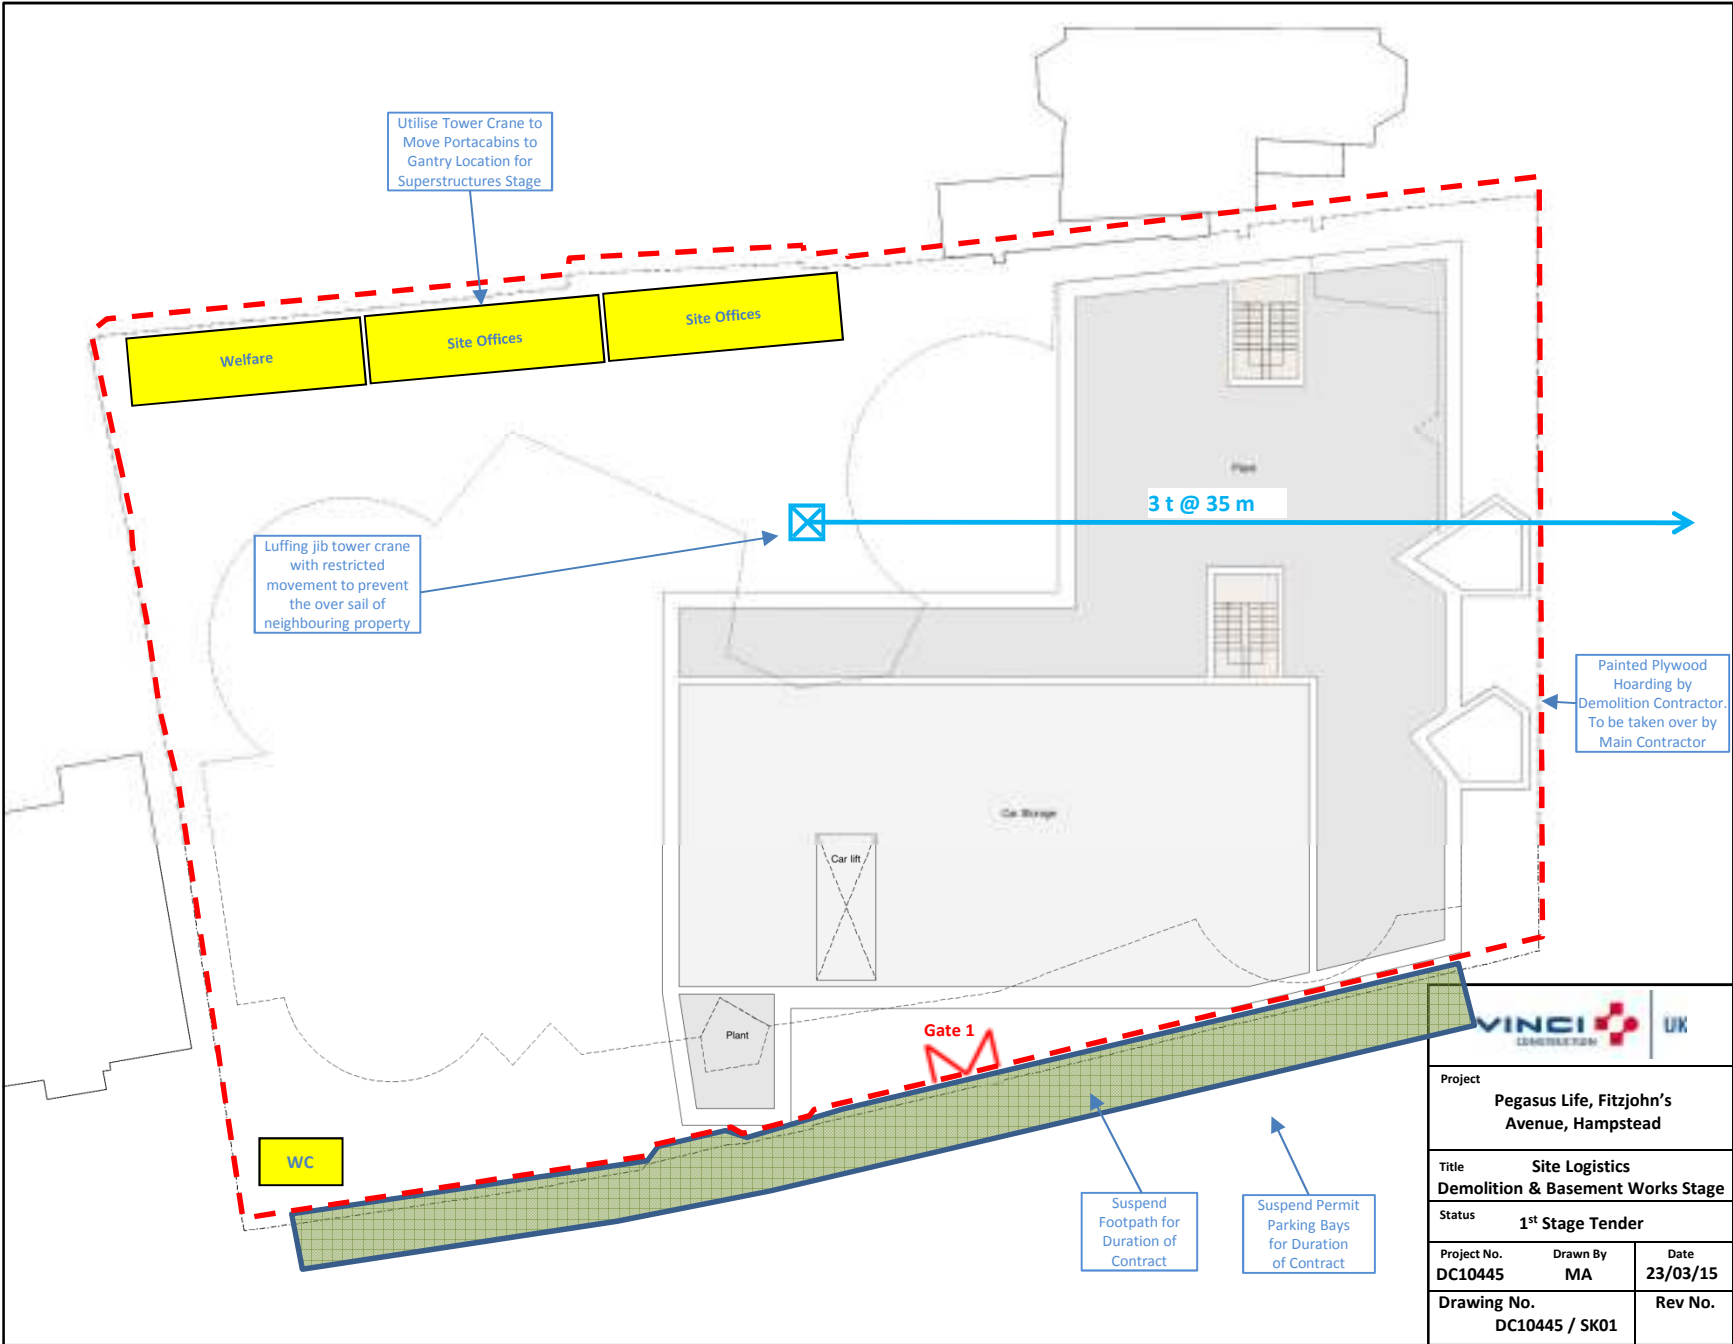 Utilise Tower Crane to
Move Portacabins to
Gantry Location for
Superstructures Stage
Welfare
Site Offices
Site Offices
Plant
3 t @ 35 m
Luffing jib tower crane
with restricted
movement to prevent
the over sail of
neighbouring property
Painted Plywood
Hoarding by
Demolition Contractor.
To be taken over by
Main Contractor
Car Storage
Car lift
Plant
Gate 1
WC
Suspend
Footpath for
Duration of
Contract
Suspend Permit
Parking Bays
for Duration
of Contract
VINCI
CONSTRUCTION
UK
Project
Pegasus Life, Fitzjohn's
Avenue, Hampstead
Title
Site Logistics
Demolition & Basement Works Stage
Status
1st Stage Tender
Project No.
DC10445
Drawn By
MA
Date
23/03/15
Drawing No.
DC10445 / SK01
Rev No.